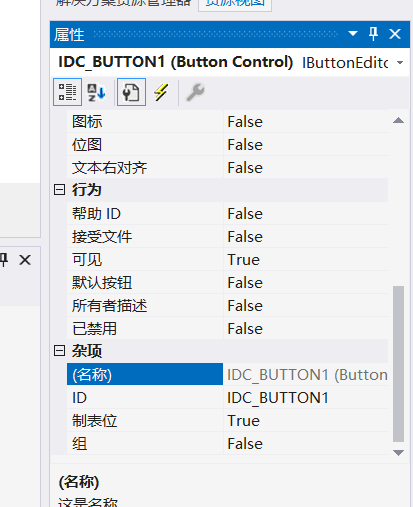 解决方案资源管理器 资源视图
属性
IDC_BUTTON1 (Button Control) IButtonEditc
图标 False
位图 False
文本右对齐 False
行为
帮助 ID False
接受文件 False
可见 True
默认按钮 False
所有者描述 False
已禁用 False
杂项
(名称) IDC_BUTTON1 (Button
ID IDC_BUTTON1
制表位 True
组 False
(名称)
这是名称